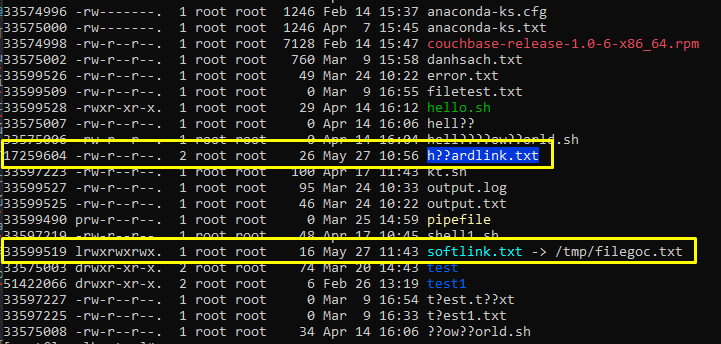 33574996 -rw-------. 1 root root 1246 Feb 14 15:37 anaconda-ks.cfg
33575000 -rw-------. 1 root root 1246 Apr  7 15:45 anaconda-ks.txt
33574998 -rw-r--r--. 1 root root 7128 Feb 14 15:47 couchbase-release-1.0-6-x86_64.rpm
33575002 -rw-r--r--. 1 root root  760 Mar  9 15:58 danhsach.txt
33599526 -rw-r--r--. 1 root root   49 Mar 24 10:22 error.txt
33599509 -rw-r--r--. 1 root root    0 Mar  9 16:55 filetest.txt
33599528 -rwxr-xr-x. 1 root root   29 Apr 14 16:12 hello.sh
33575007 -rw-r--r--. 1 root root    0 Apr 14 16:06 hell??
33575006 -rw-r--r--. 1 root root    0 Apr 14 16:04 hell?????ow??orld.sh
17259604 -rw-r--r--. 2 root root   26 May 27 10:56 h??ardlink.txt
33597223 -rw-r--r--. 1 root root  100 Apr 17 11:43 kt.sh
33599527 -rw-r--r--. 1 root root   95 Mar 24 10:33 output.log
33599525 -rw-r--r--. 1 root root   46 Mar 24 10:22 output.txt
33599490 prw-r--r--. 1 root root    0 Mar 25 14:59 pipefile
33597219 -rw-r--r--. 1 root root   48 Apr 17 10:45 shell1.sh
33599519 lrwxrwxrwx. 1 root root   16 May 27 11:43 softlink.txt -> /tmp/filegoc.txt
33575003 drwxr-xr-x. 2 root root   74 Mar 20 14:43 test
51422066 drwxr-xr-x. 2 root root    6 Feb 26 13:19 test1
33597227 -rw-r--r--. 1 root root    0 Mar  9 16:54 t?est.t??xt
33597225 -rw-r--r--. 1 root root    0 Mar  9 16:33 t?est1.txt
33575008 -rw-r--r--. 1 root root   34 Apr 14 16:06 ??ow??orld.sh